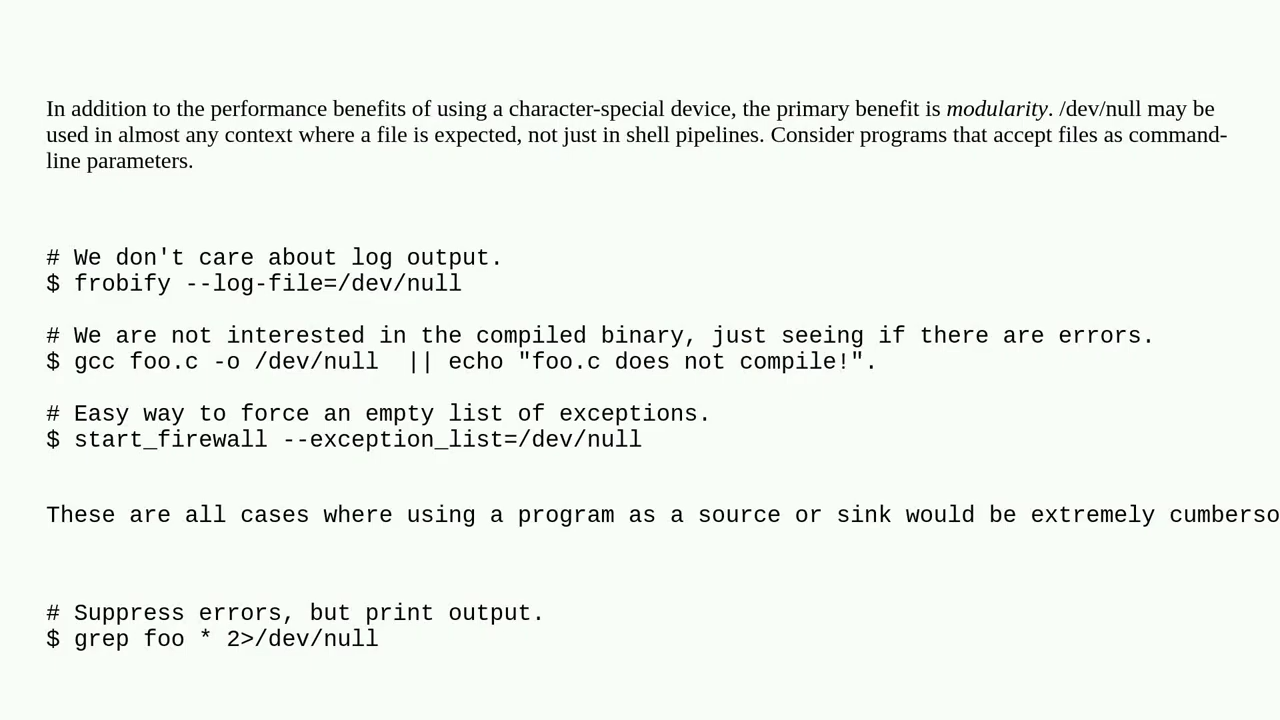 In addition to the performance benefits of using a character-special device, the primary benefit is modularity. /dev/null may be
used in almost any context where a file is expected, not just in shell pipelines. Consider programs that accept files as command-
line parameters.
# We don't care about log output.
$ frobify --log-file=/dev/null
# We are not interested in the compiled binary, just seeing if there are errors.
$ gcc foo.c -o /dev/null  || echo "foo.c does not compile!".
# Easy way to force an empty list of exceptions.
$ start_firewall --exception_list=/dev/null
These are all cases where using a program as a source or sink would be extremely cumberso
# Suppress errors, but print output.
$ grep foo * 2>/dev/null